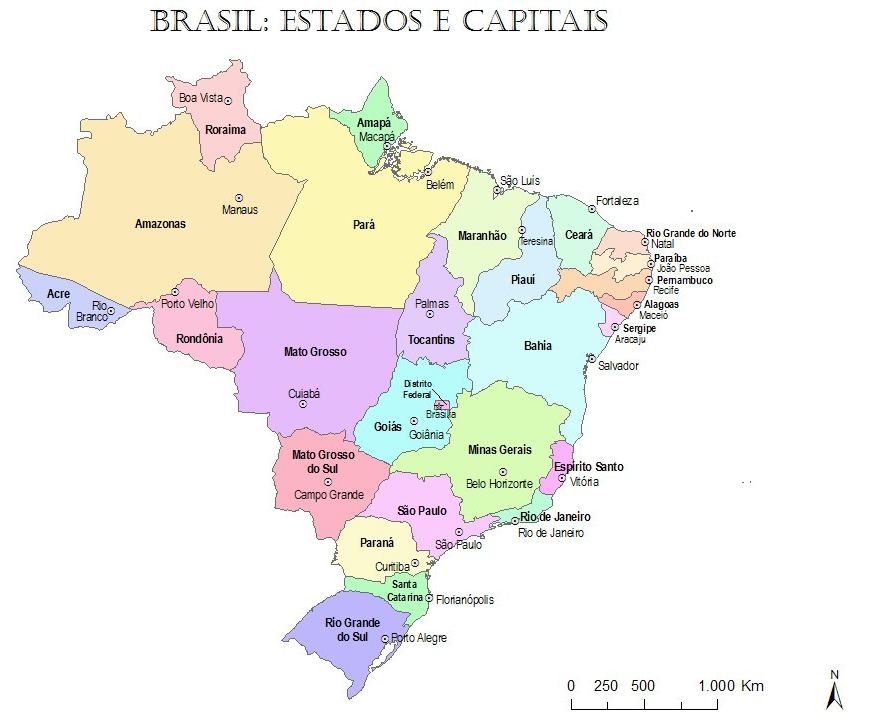 BRASIL: ESTADOS E CAPITAIS
Boa Vista
Roraima
Amapá
Macapá
Belém
São Luís
Fortaleza
Manaus
Amazonas
Pará
Maranhão
Teresina
Ceará
Rio Grande do Norte
Natal
Paraíba
João Pessoa
Pernambuco
Recife
Piauí
Acre
Rio
Branco
Porto Velho
Rondônia
Palmas
Tocantins
Alagoas
Maceió
Sergipe
Aracaju
Mato Grosso
Cuiabá
Bahia
Salvador
Distrito
Federal
Brasília
Goiás
Goiânia
Minas Gerais
Belo Horizonte
Espirito Santo
Vitória
Mato Grosso
do Sul
Campo Grande
São Paulo
São Paulo
Rio de Janeiro
Rio de Janeiro
Paraná
Curitiba
Santa
Catarina
Florianópolis
Rio Grande
do Sul
Porto Alegre
0 250 500 1.000 Km
N